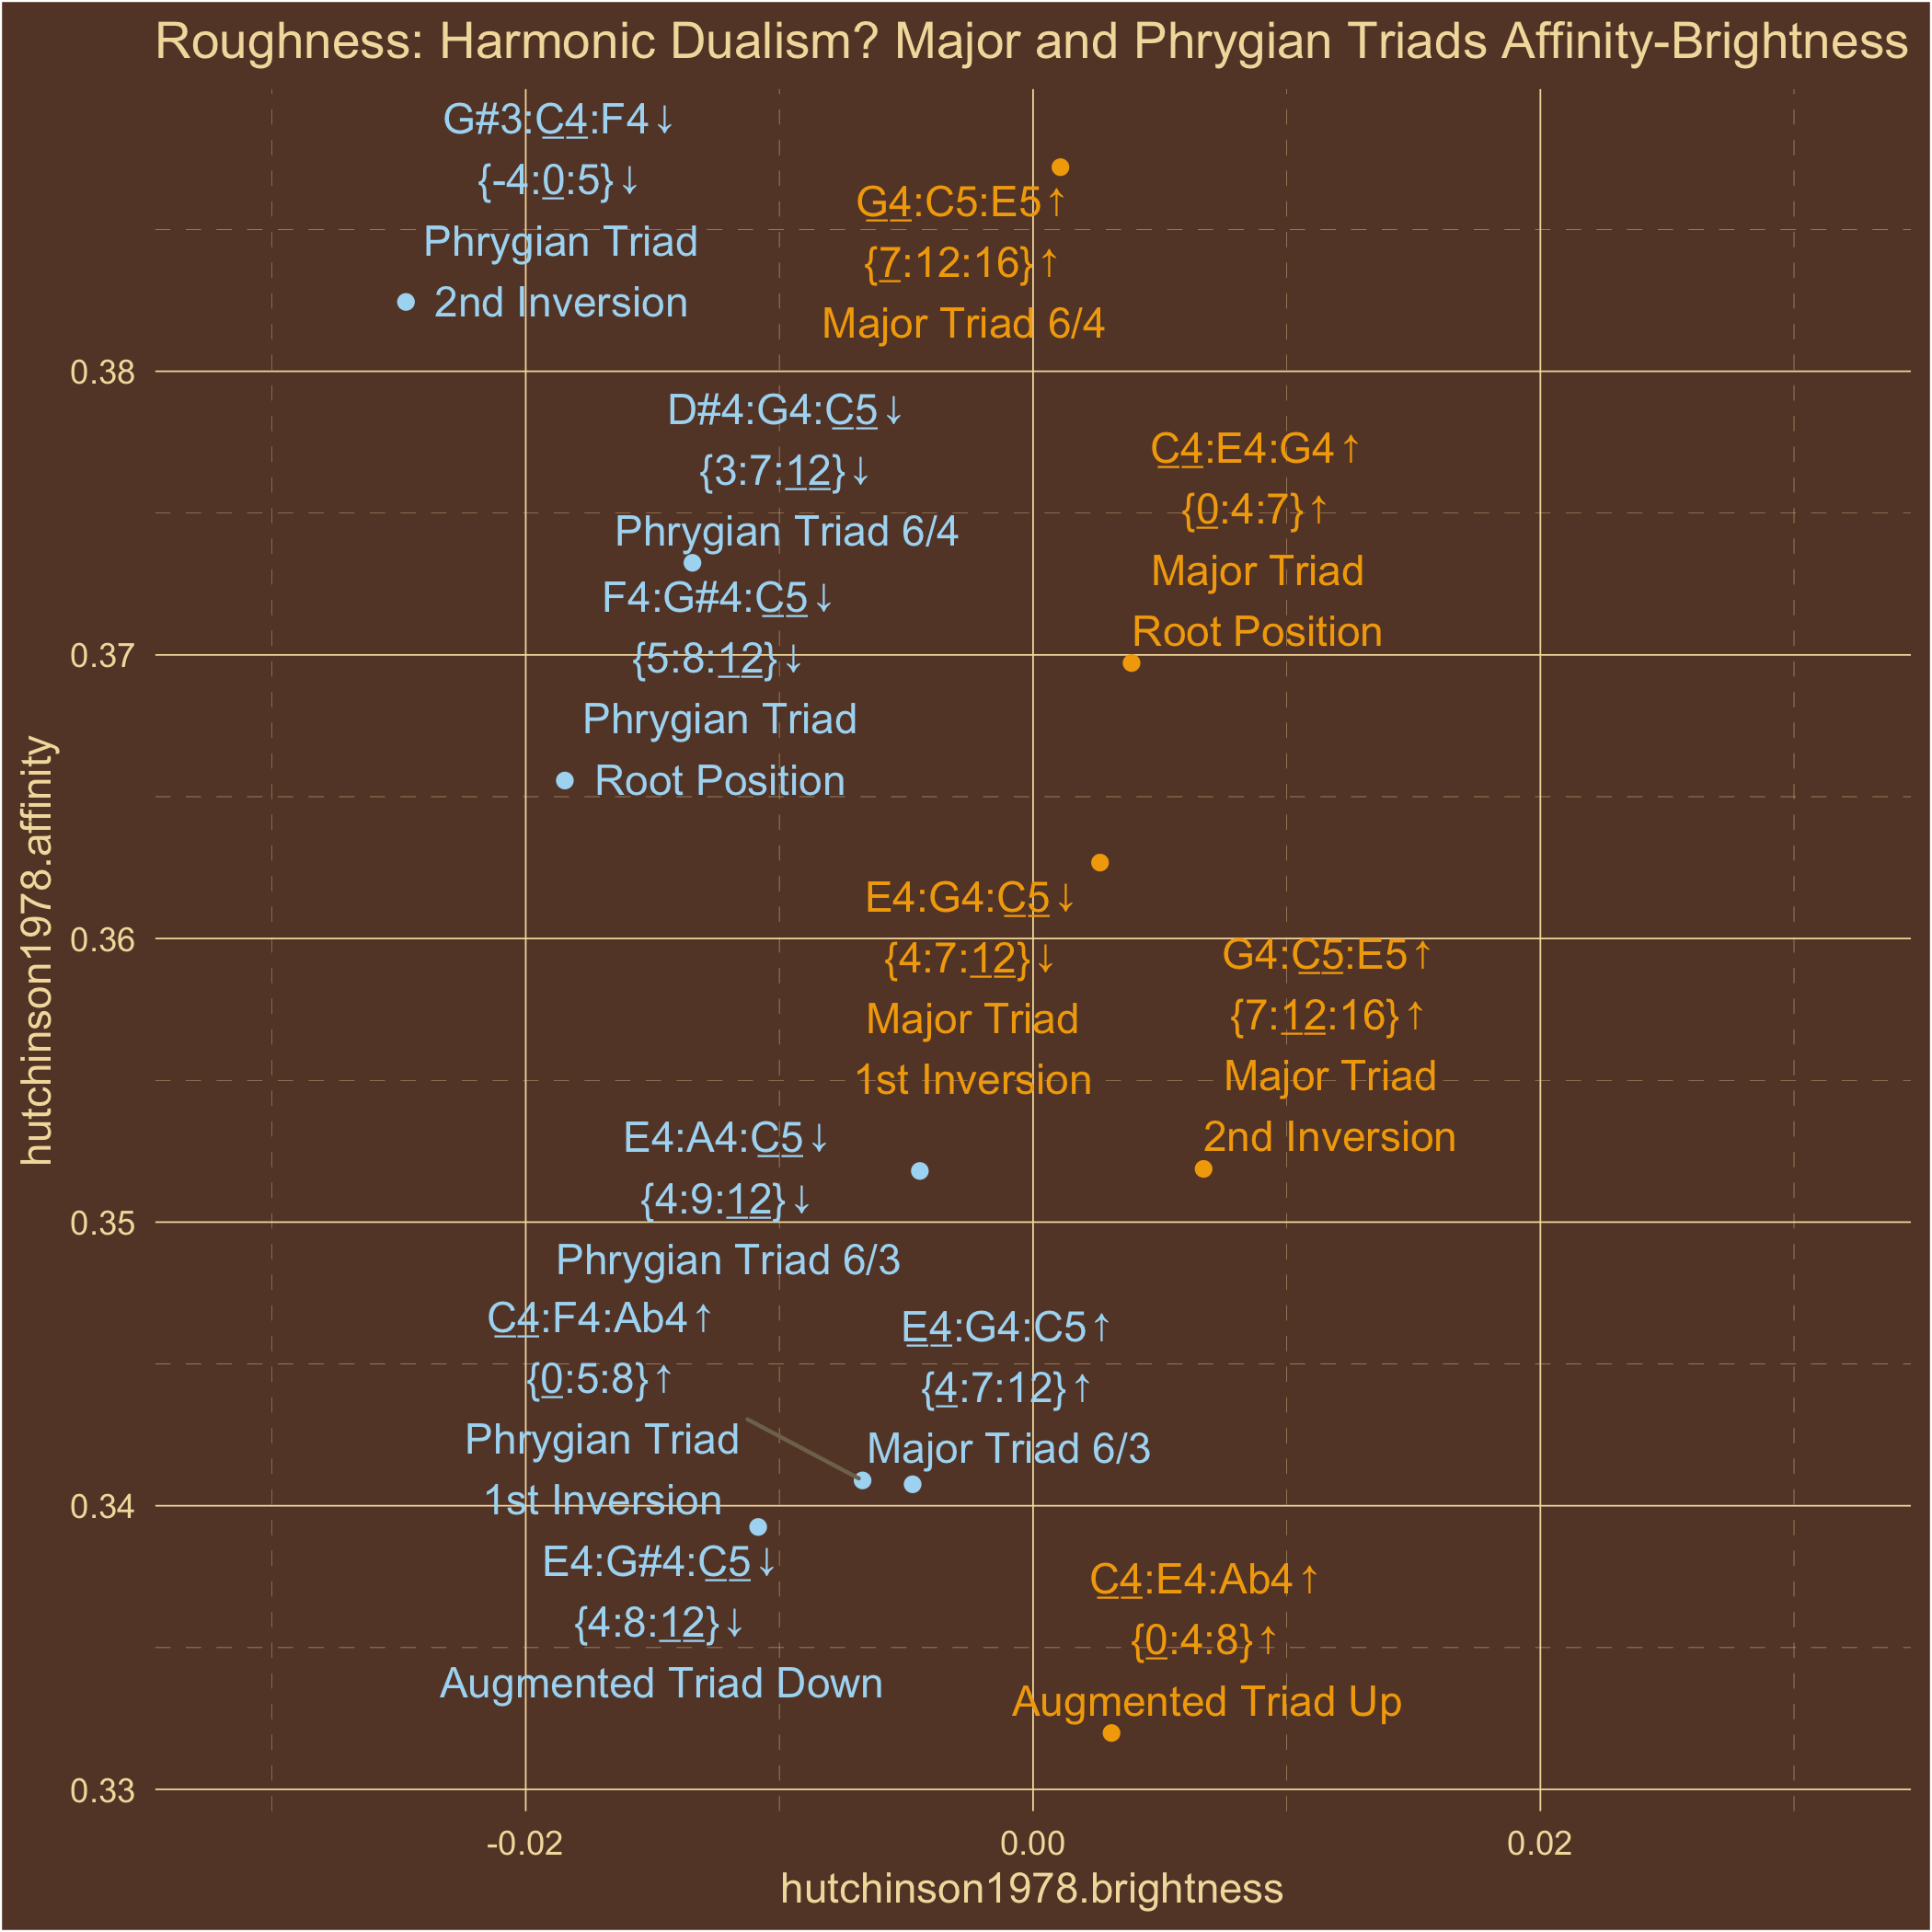 Roughness: Harmonic Dualism? Major and Phrygian Triads Affinity-Brightness
G#3:C4:F4↓
{-4:0:5}↓
Phrygian Triad
2nd Inversion
G4:C5:E5↑
{7:12:16}↑
Major Triad 6/4
0.38
D#4:G4:C5↓
{3:7:12}↓
Phrygian Triad 6/4
C4:E4:G4↑
{0:4:7}↑
Major Triad
Root Position
F4:G#4:C5↓
{5:8:12}↓
Phrygian Triad
Root Position
0.37
hutchinson1978.affinity
E4:G4:C5↓
{4:7:12}↓
Major Triad
1st Inversion
0.36
G4:C5:E5↑
{7:12:16}↑
Major Triad
2nd Inversion
E4:A4:C5↓
{4:9:12}↓
Phrygian Triad 6/3
0.35
C4:F4:Ab4↑
{0:5:8}↑
Phrygian Triad
1st Inversion
E4:G4:C5↑
{4:7:12}↑
Major Triad 6/3
0.34
E4:G#4:C5↓
{4:8:12}↓
Augmented Triad Down
C4:E4:Ab4↑
{0:4:8}↑
Augmented Triad Up
0.33
-0.02
0.00
0.02
hutchinson1978.brightness